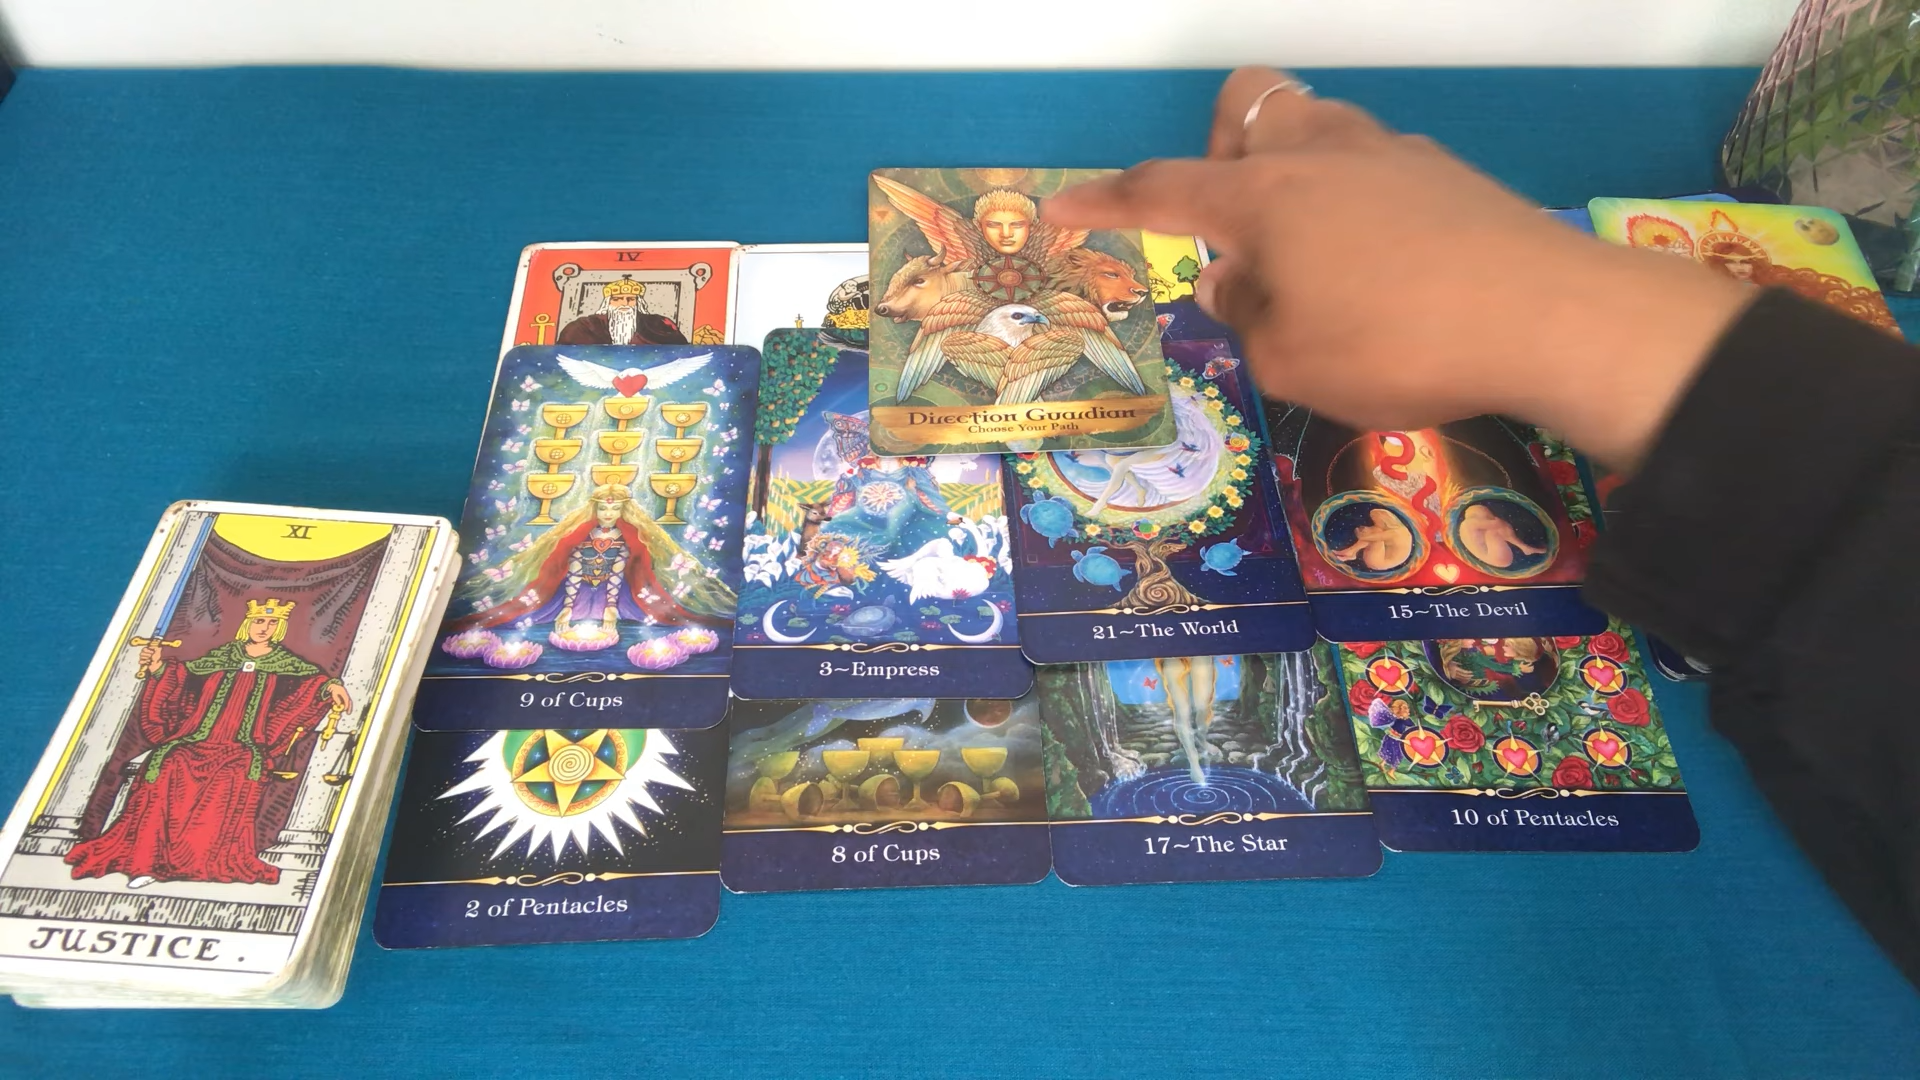 IV
Direction Guardian
Choose Your Path
XI
JUSTICE.
9 of Cups
3~Empress
21~The World
15~The Devil
2 of Pentacles
8 of Cups
17~The Star
10 of Pentacles